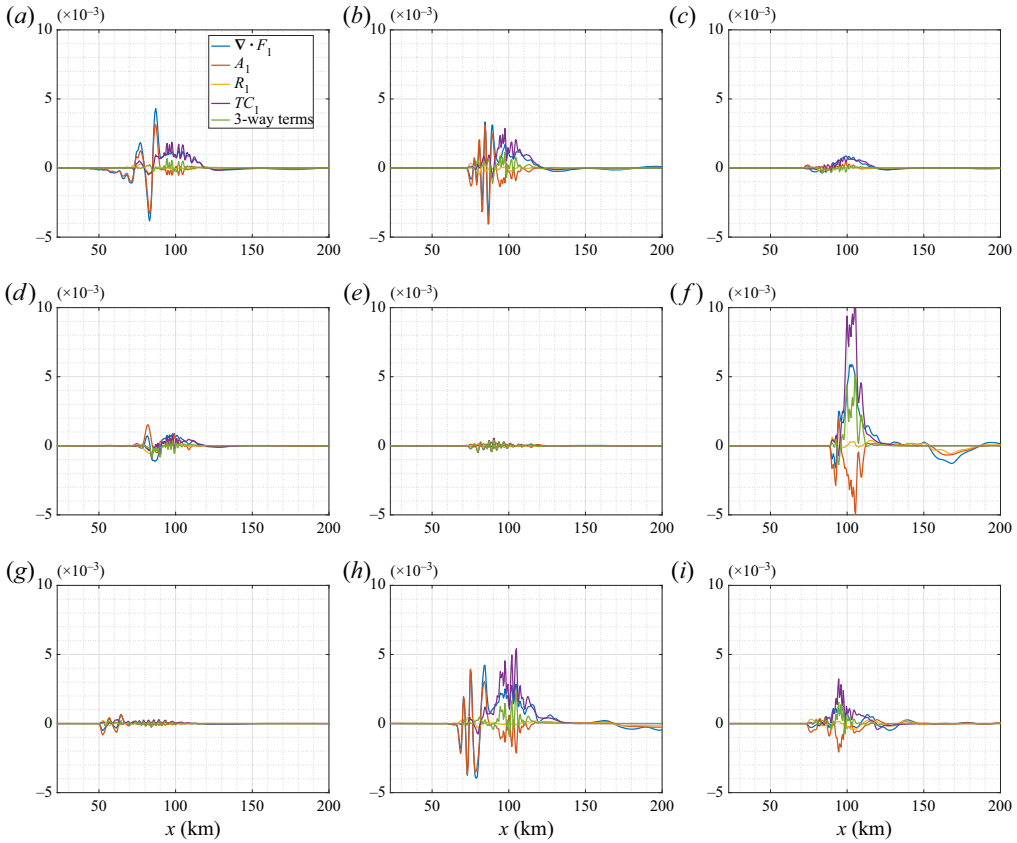 (a) (×10⁻³) (b) (×10⁻³) (c) (×10⁻³)
10 10 10
∇ · F₁
A₁
R₁
TC₁
3-way terms
5 5 5
0 0 0
−5 −5 −5
50 100 150 200 50 100 150 200 50 100 150 200
(d) (×10⁻³) (e) (×10⁻³) (f) (×10⁻³)
10 10 10
5 5 5
0 0 0
−5 −5 −5
50 100 150 200 50 100 150 200 50 100 150 200
(g) (×10⁻³) (h) (×10⁻³) (i) (×10⁻³)
10 10 10
5 5 5
0 0 0
−5 −5 −5
50 100 150 200 50 100 150 200 50 100 150 200
x (km) x (km) x (km)